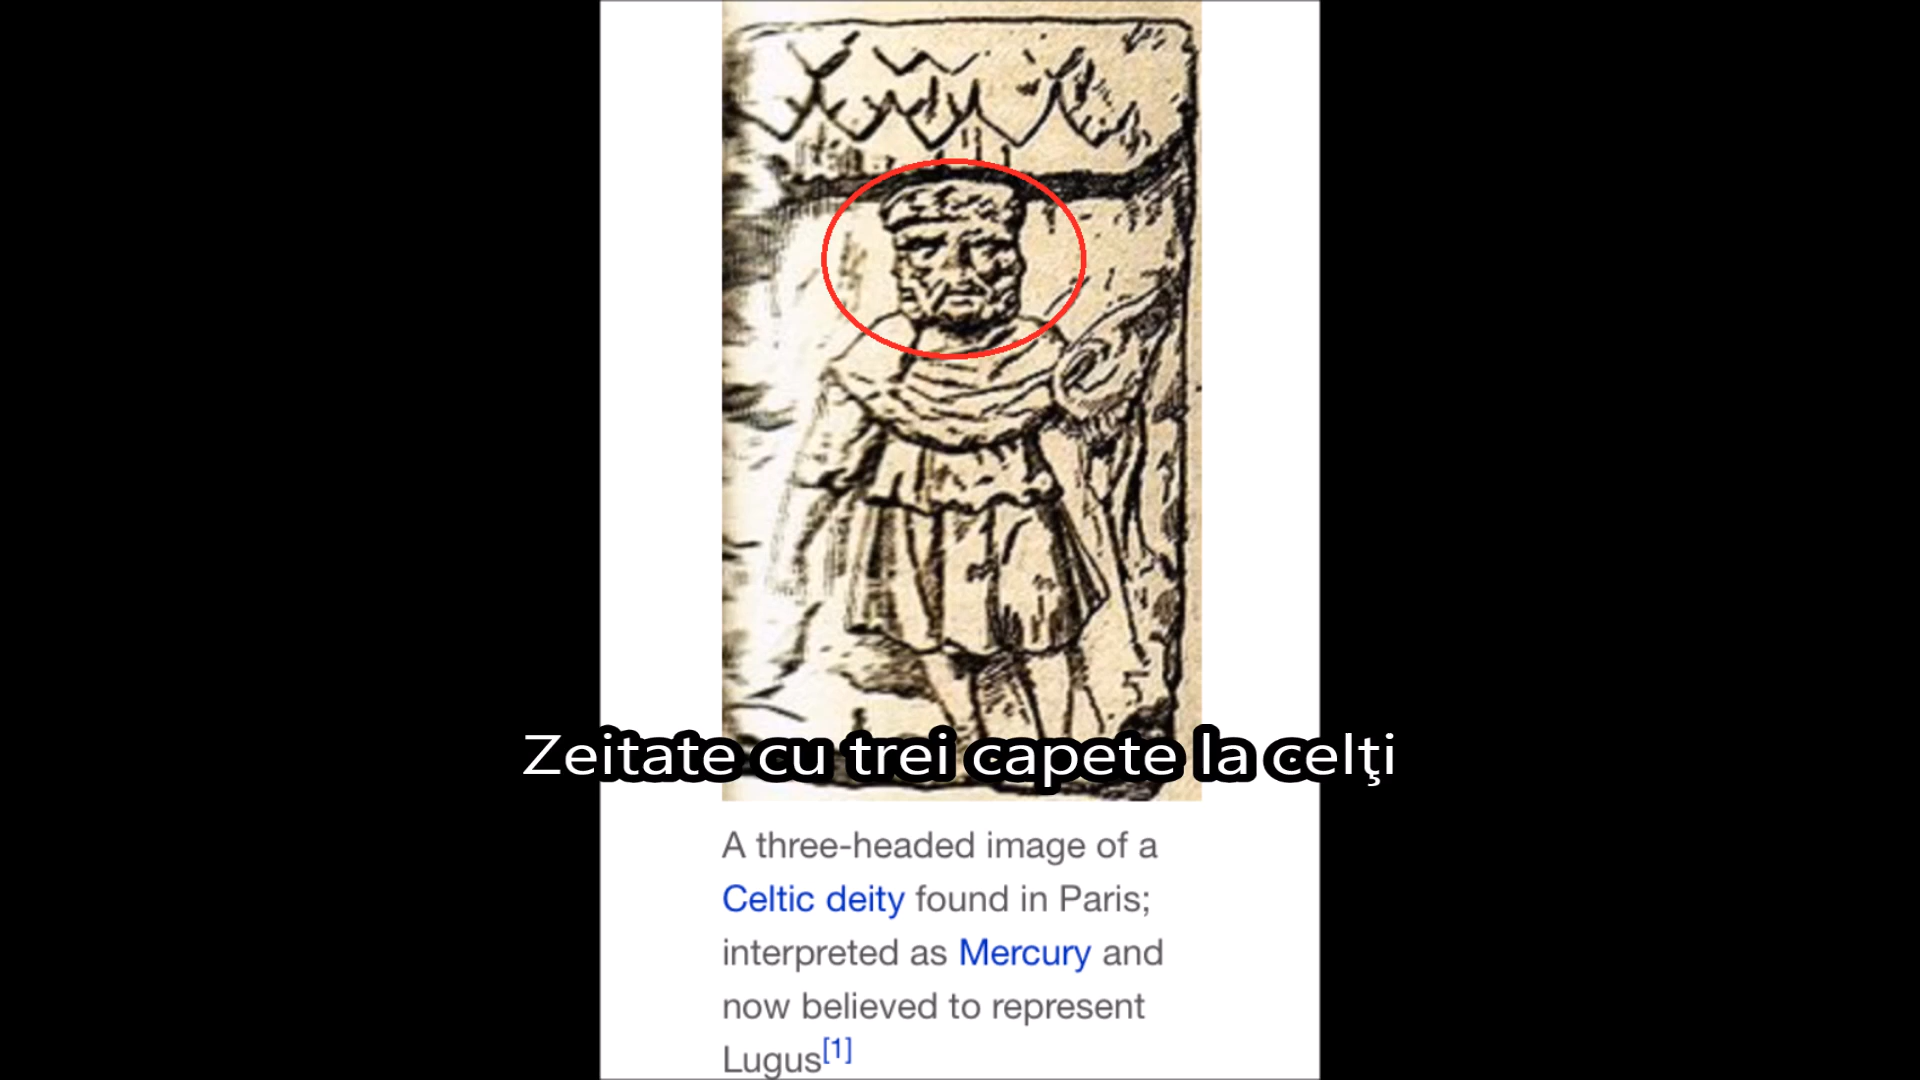 Zeitate cu trei capete la celţi
A three-headed image of a
Celtic deity found in Paris;
interpreted as Mercury and
now believed to represent
Lugus[1]